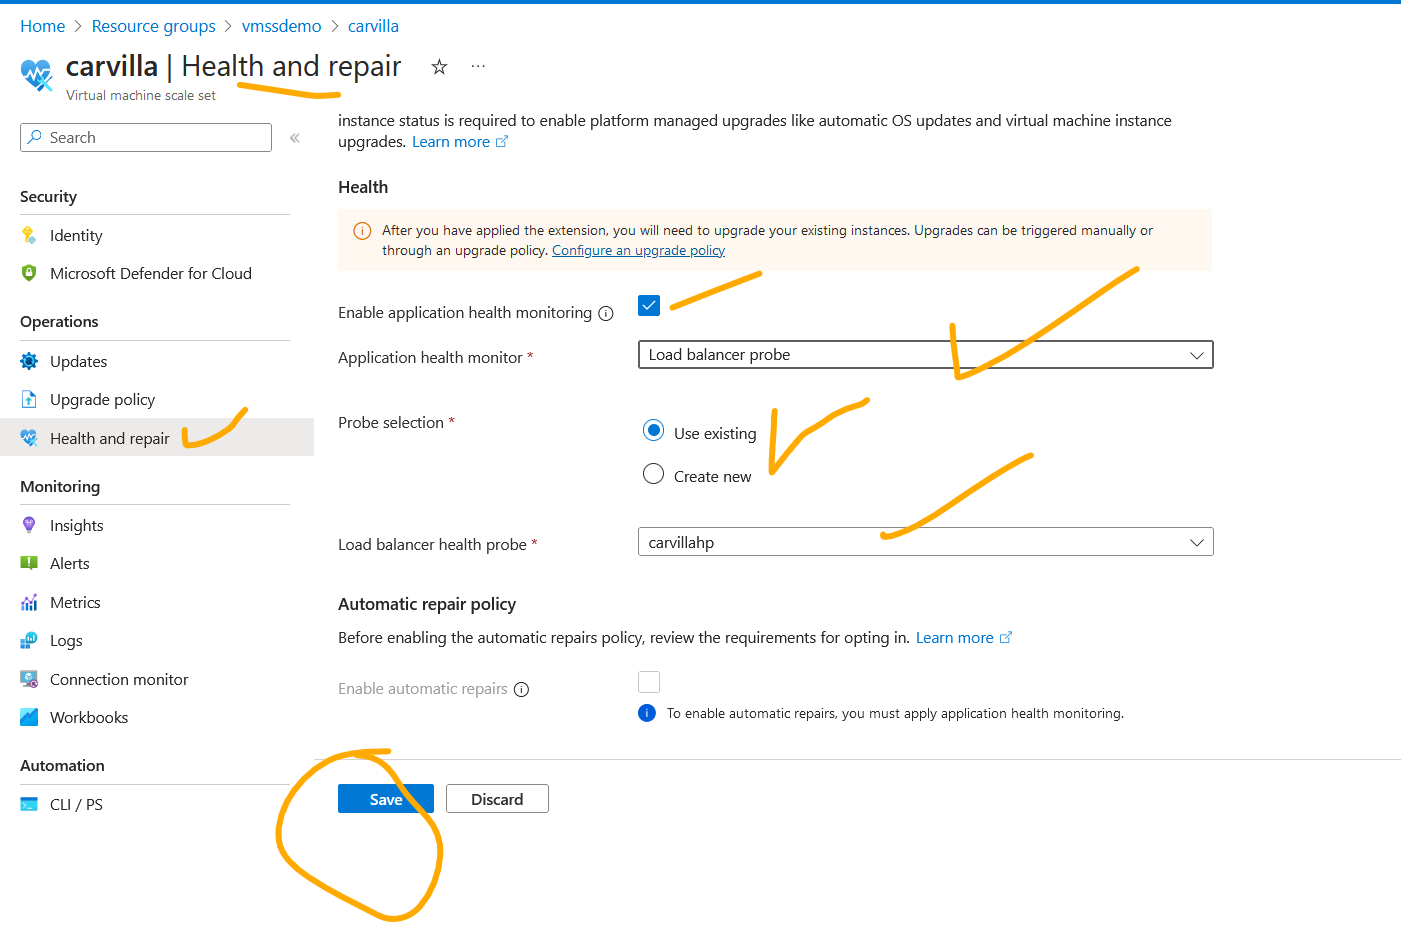 Home > Resource groups > vmssdemo > carvilla
carvilla | Health and repair ☆ ...
Virtual machine scale set
Search «
Security
Identity
Microsoft Defender for Cloud
Operations
Updates
Upgrade policy
Health and repair
Monitoring
Insights
Alerts
Metrics
Logs
Connection monitor
Workbooks
Automation
CLI / PS
instance status is required to enable platform managed upgrades like automatic OS updates and virtual machine instance
upgrades. Learn more
Health
After you have applied the extension, you will need to upgrade your existing instances. Upgrades can be triggered manually or
through an upgrade policy. Configure an upgrade policy
Enable application health monitoring
Application health monitor * Load balancer probe
Probe selection * Use existing
Create new
Load balancer health probe * carvillahp
Automatic repair policy
Before enabling the automatic repairs policy, review the requirements for opting in. Learn more
Enable automatic repairs
To enable automatic repairs, you must apply application health monitoring.
Save Discard